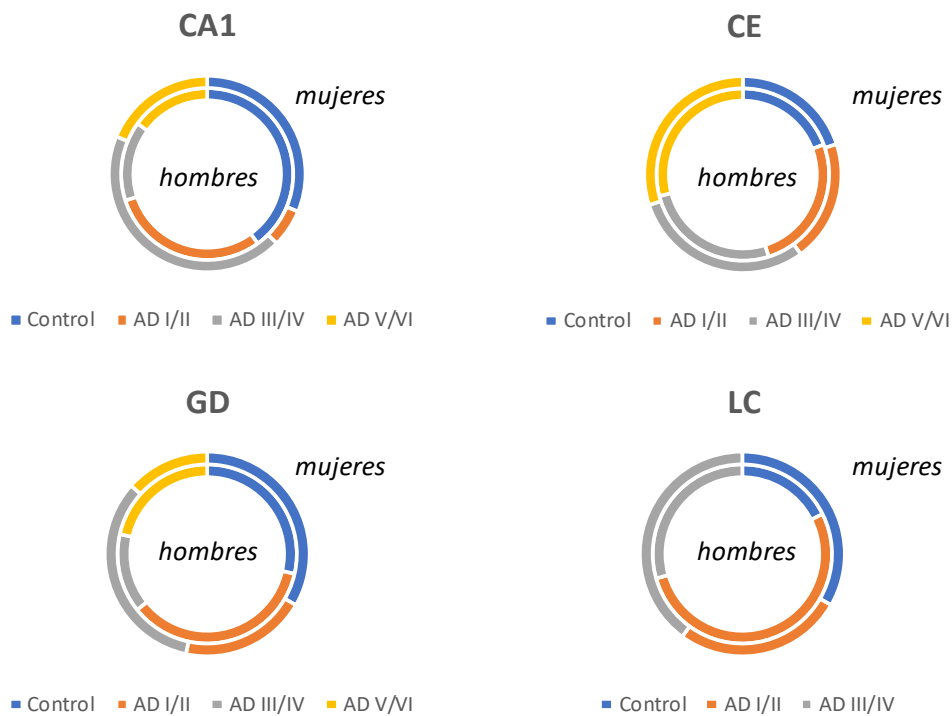 CA1
mujeres
hombres
Control AD I/II AD III/IV AD V/VI
CE
mujeres
hombres
Control AD I/II AD III/IV AD V/VI
GD
mujeres
hombres
Control AD I/II AD III/IV AD V/VI
LC
mujeres
hombres
Control AD I/II AD III/IV